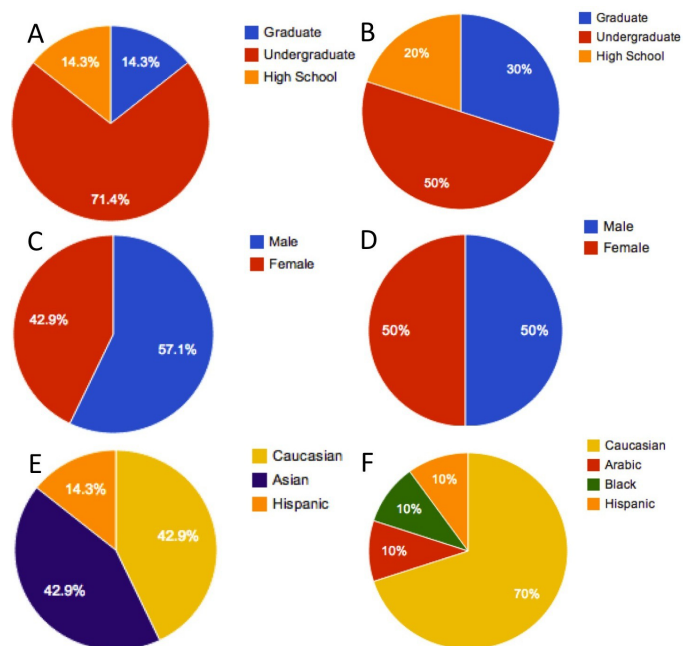 A
14.3%
14.3%
71.4%
Graduate
Undergraduate
High School
B
20%
30%
50%
Graduate
Undergraduate
High School
C
42.9%
57.1%
Male
Female
D
50%
50%
Male
Female
E
14.3%
42.9%
42.9%
Caucasian
Asian
Hispanic
F
10%
10%
10%
70%
Caucasian
Arabic
Black
Hispanic